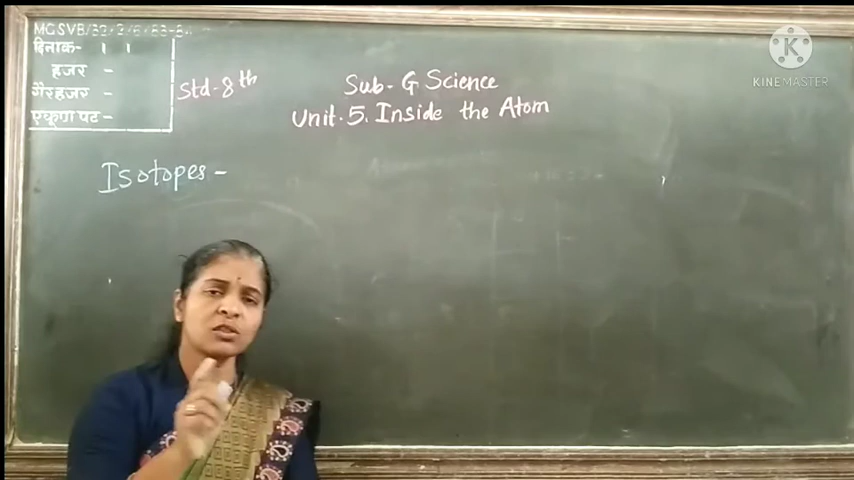 दिनांक-
हजर -
गैरहजर -
एकूण पट -
Std-8th
Sub- G Science
Unit. 5. Inside the Atom
Isotopes -
K
KINEMASTER